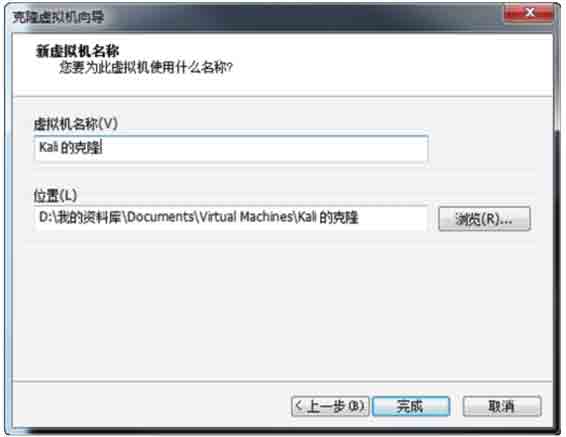 克隆虚拟机向导
新虚拟机名称
您要为此虚拟机使用什么名称?
虚拟机名称(V)
Kali 的克隆
位置(L)
D:\我的资料库\Documents\Virtual Machines\Kali 的克隆
浏览(R)...
< 上一步(B)
完成
取消